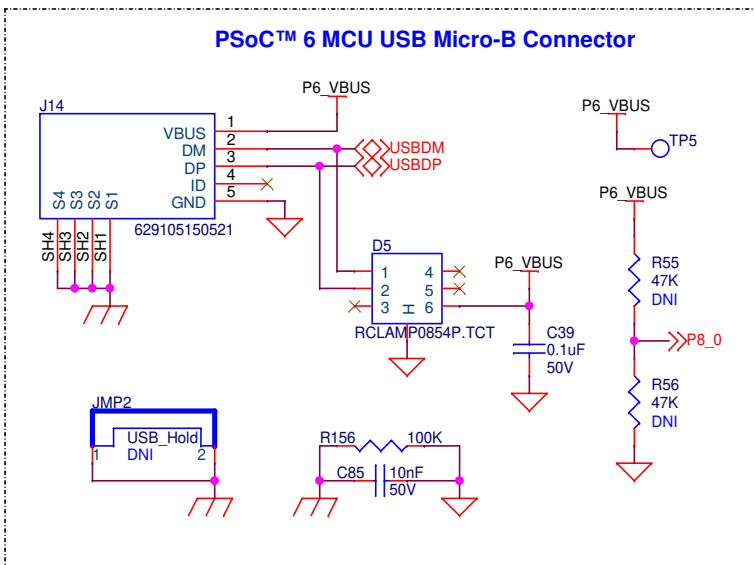 PSoC™ 6 MCU USB Micro-B Connector
J14
VBUS 1
DM 2
DP 3
ID 4
GND 5
S4 S3 S2 S1
SH4 SH3 SH2 SH1
629105150521
P6_VBUS
USBDM
USBDP
P6_VBUS
TP5
D5
1 4
2 5
3 6
H
RCLAMP0854P.TCT
P6_VBUS
C39
0.1uF
50V
P6_VBUS
R55
47K
DNI
P8_0
R56
47K
DNI
JMP2
USB_Hold
1 2
DNI
R156 100K
C85 10nF
50V